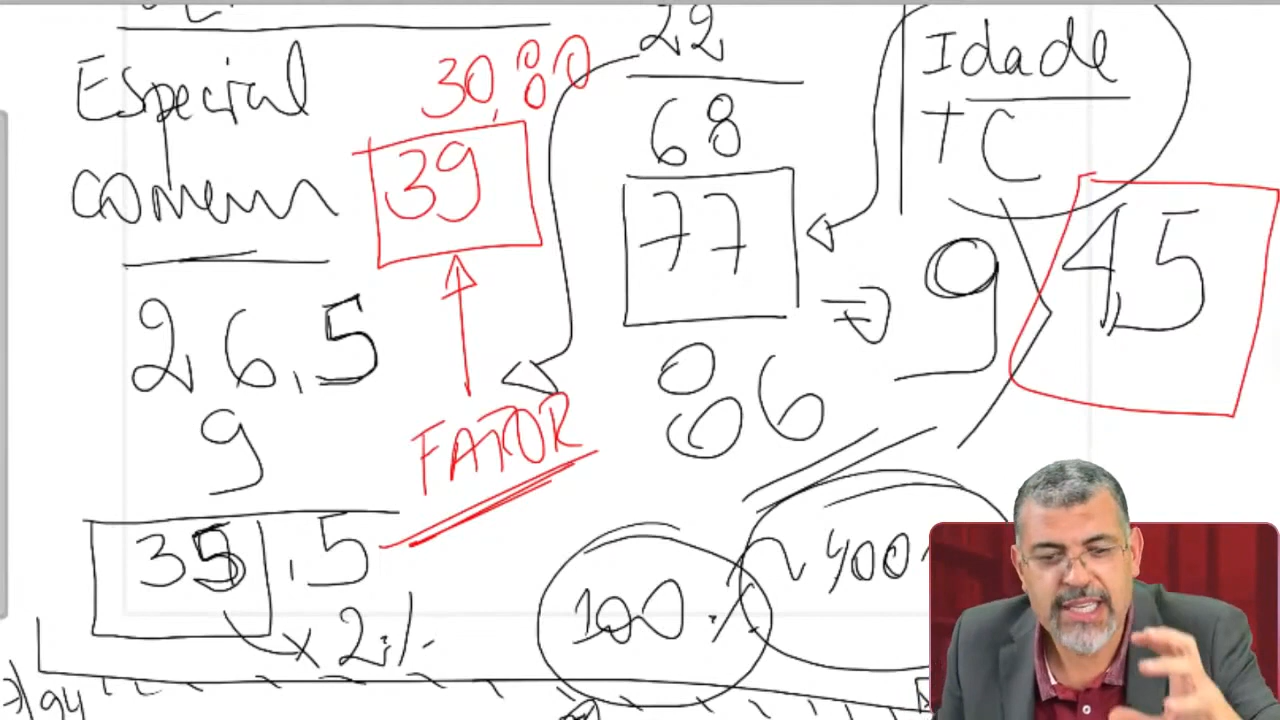 Especial
comum
26,5
9
35,5
x 2%
=> 94
30,80
39
FATOR
22
68
77
86
100%
Idade
+ C
=> 9
4,5
~ 400